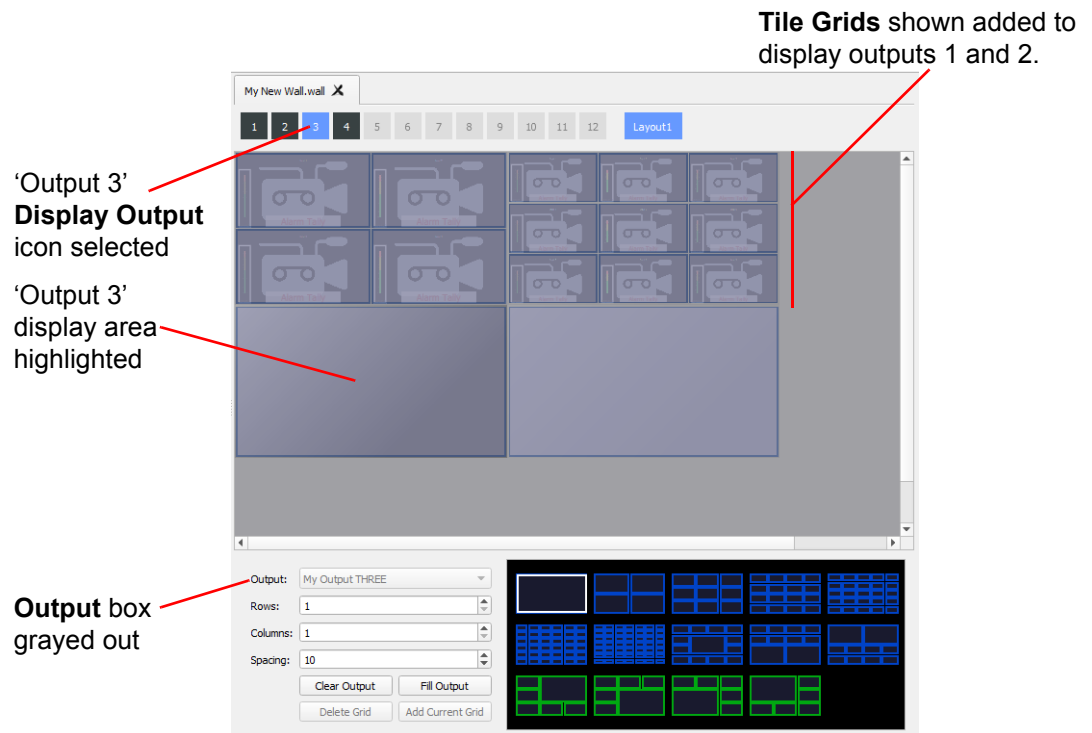 Tile Grids shown added to
display outputs 1 and 2.
My New Wall.wall
1 2 3 4 5 6 7 8 9 10 11 12 Layout1
‘Output 3’
Display Output
icon selected
‘Output 3’
display area
highlighted
Output box
grayed out
Output: My Output THREE
Rows: 1
Columns: 1
Spacing: 10
Clear Output Fill Output
Delete Grid Add Current Grid